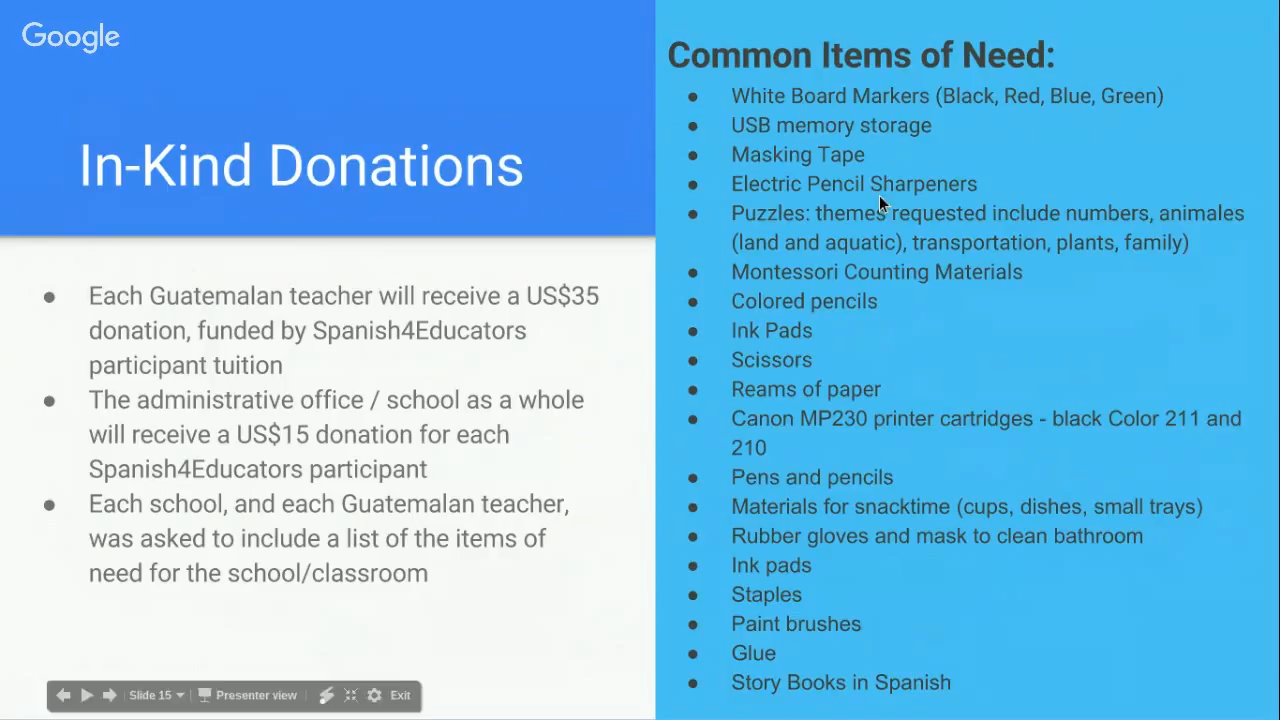 Google
In-Kind Donations
● Each Guatemalan teacher will receive a US$35
donation, funded by Spanish4Educators
participant tuition
● The administrative office / school as a whole
will receive a US$15 donation for each
Spanish4Educators participant
● Each school, and each Guatemalan teacher,
was asked to include a list of the items of
need for the school/classroom
Common Items of Need:
● White Board Markers (Black, Red, Blue, Green)
● USB memory storage
● Masking Tape
● Electric Pencil Sharpeners
● Puzzles: themes requested include numbers, animales
(land and aquatic), transportation, plants, family)
● Montessori Counting Materials
● Colored pencils
● Ink Pads
● Scissors
● Reams of paper
● Canon MP230 printer cartridges - black Color 211 and
210
● Pens and pencils
● Materials for snacktime (cups, dishes, small trays)
● Rubber gloves and mask to clean bathroom
● Ink pads
● Staples
● Paint brushes
● Glue
● Story Books in Spanish
Slide 15 Presenter view Exit